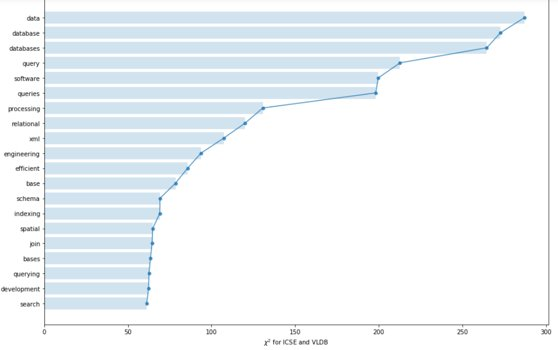 data
database
databases
query
software
queries
processing
relational
xml
engineering
efficient
base
schema
indexing
spatial
join
bases
querying
development
search
0 50 100 150 200 250 300
χ² for ICSE and VLDB